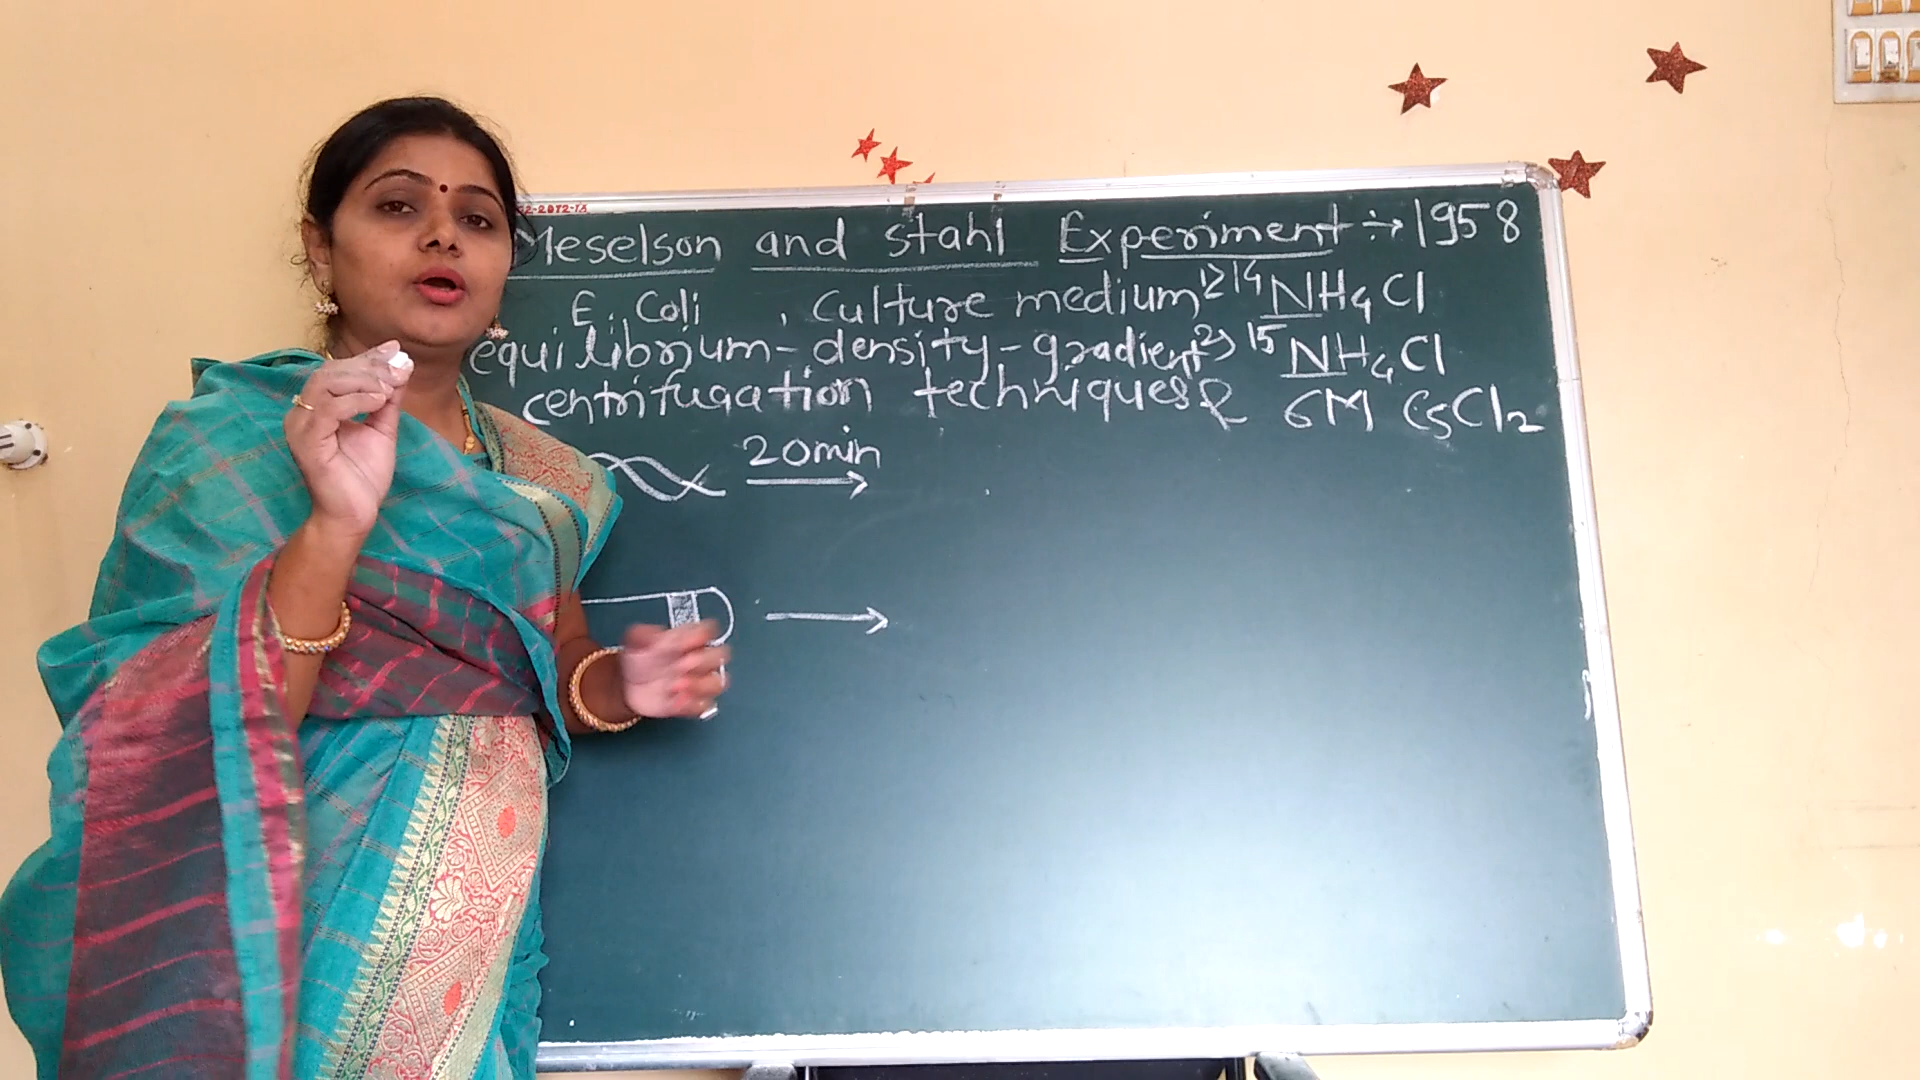 Meselson and stahl Experiment ÷→ 1958
E. Coli , Culture medium, 1) ¹⁴NH₄Cl
equilibrium-density-gradient 2) ¹⁵NH₄Cl
centrifugation techniques & 6M CsCl₂
20min